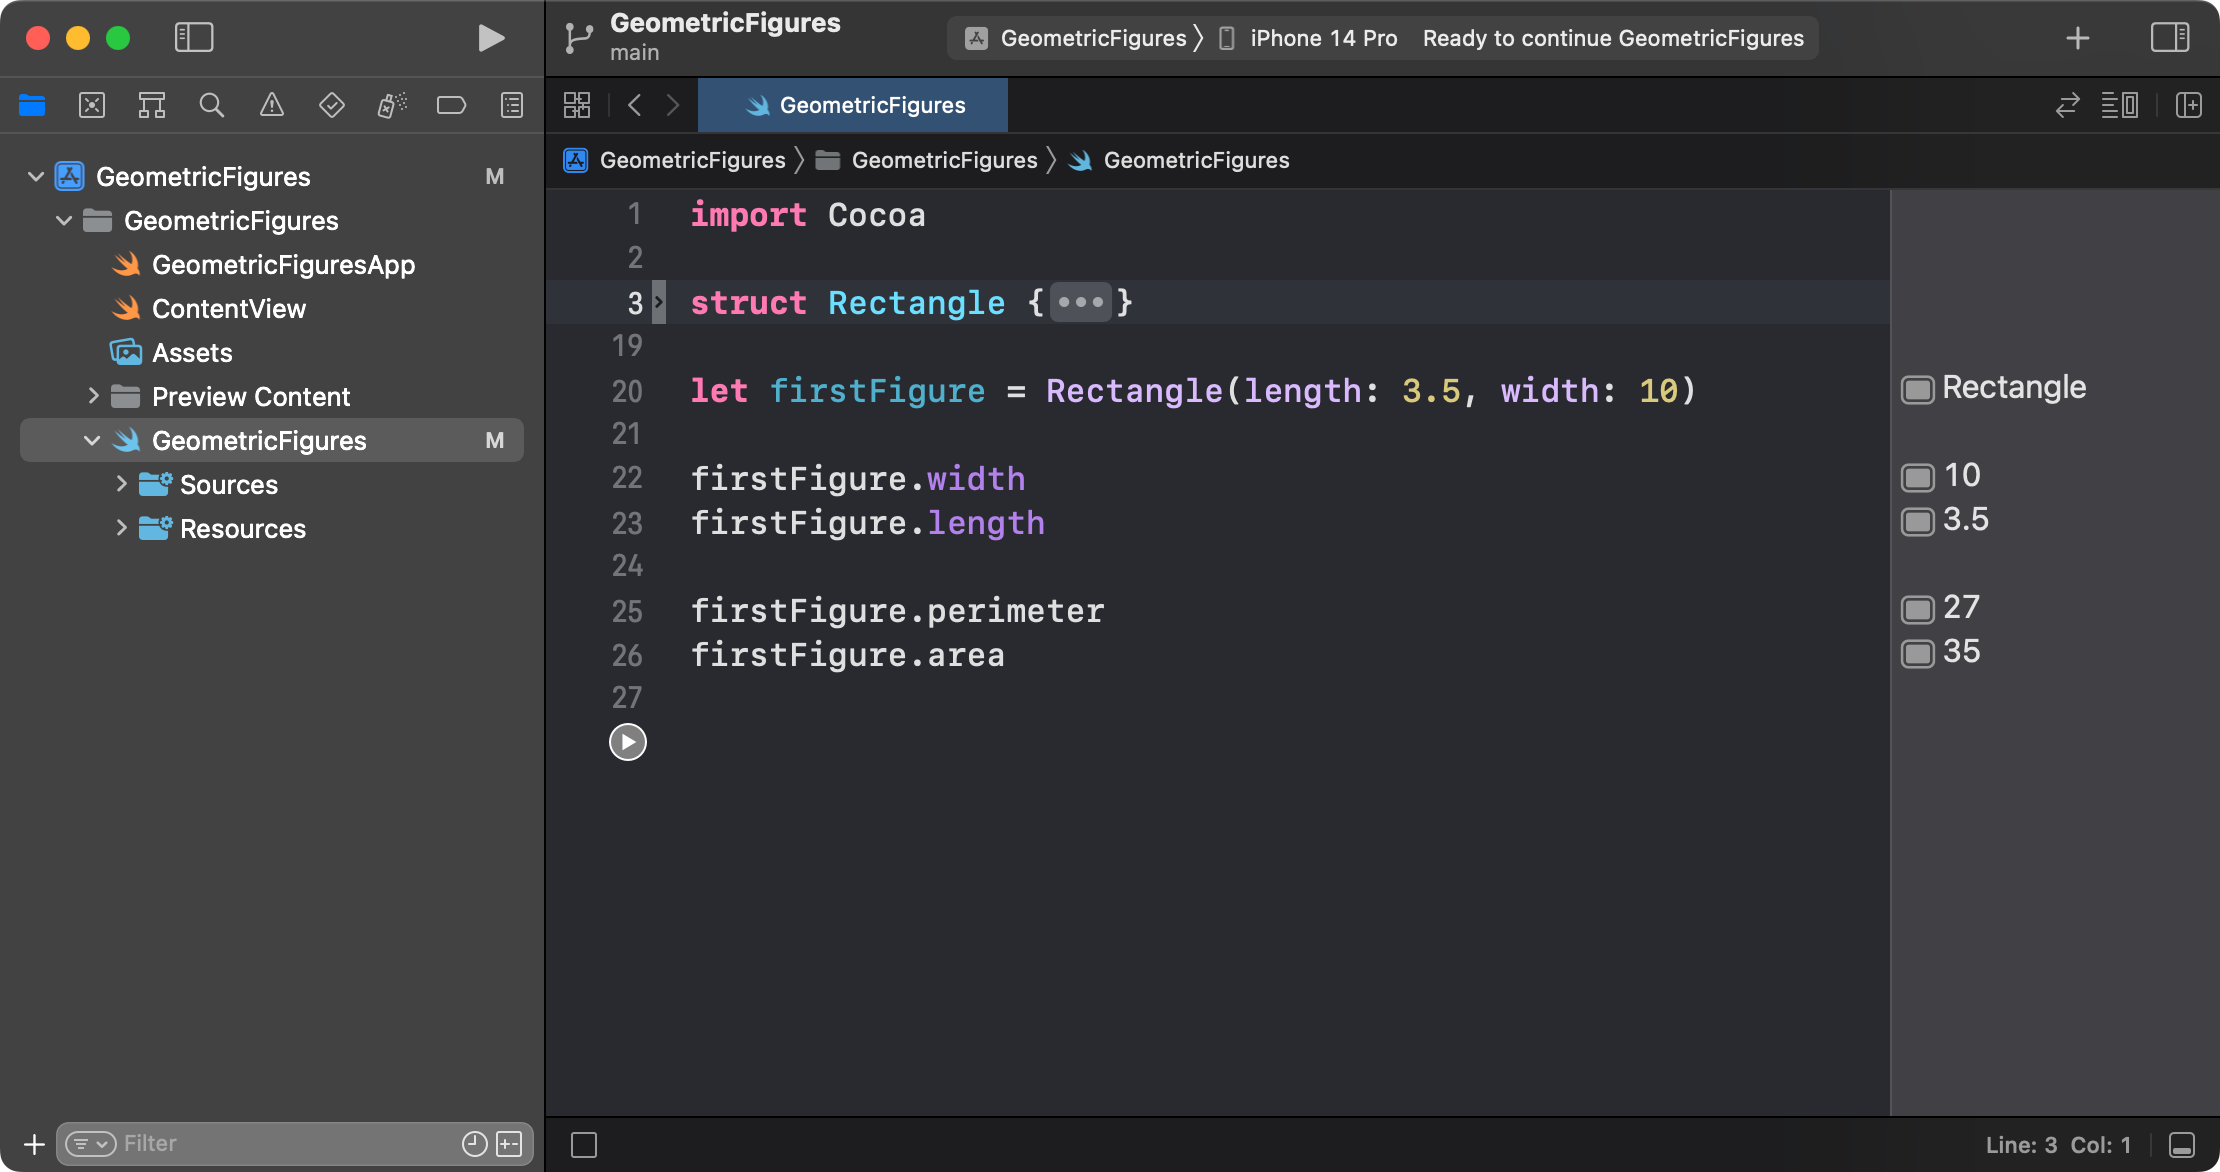 GeometricFigures
main
GeometricFigures
iPhone 14 Pro
Ready to continue GeometricFigures
GeometricFigures
GeometricFigures
GeometricFigures
GeometricFigures
GeometricFigures M
GeometricFigures
GeometricFiguresApp
ContentView
Assets
Preview Content
GeometricFigures M
Sources
Resources
1 import Cocoa
2
3 struct Rectangle {•••}
19
20 let firstFigure = Rectangle(length: 3.5, width: 10)
21
22 firstFigure.width
23 firstFigure.length
24
25 firstFigure.perimeter
26 firstFigure.area
27
Rectangle
10
3.5
27
35
Filter
Line: 3 Col: 1